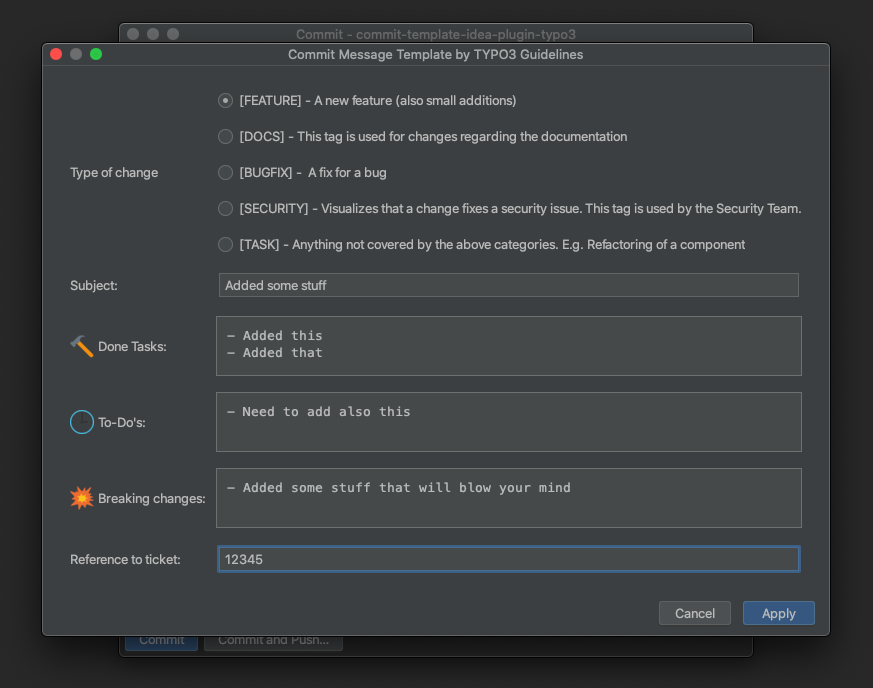 Commit - commit-template-idea-plugin-typo3
Commit Message Template by TYPO3 Guidelines
Type of change
[FEATURE] - A new feature (also small additions)
[DOCS] - This tag is used for changes regarding the documentation
[BUGFIX] -  A fix for a bug
[SECURITY] - Visualizes that a change fixes a security issue. This tag is used by the Security Team.
[TASK] - Anything not covered by the above categories. E.g. Refactoring of a component
Subject:
Added some stuff
Done Tasks:
– Added this
– Added that
To-Do's:
– Need to add also this
Breaking changes:
– Added some stuff that will blow your mind
Reference to ticket:
12345
Cancel
Apply
Commit
Commit and Push...